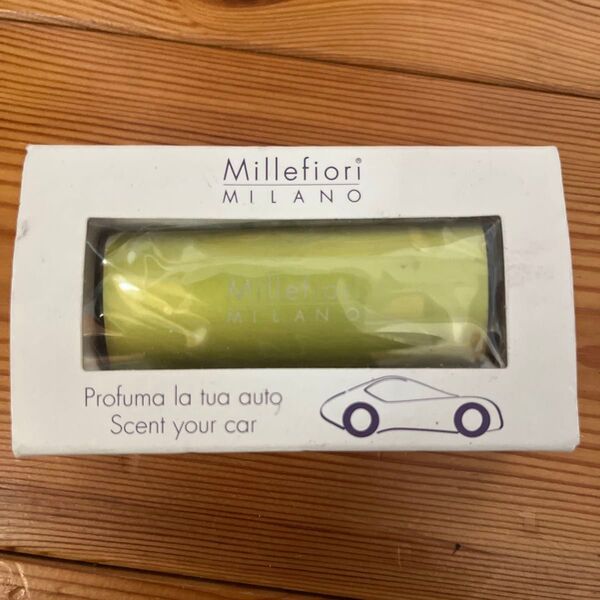 Millefiori®
MILANO
Millefiori
MILANO
Profuma la tua auto
Scent your car